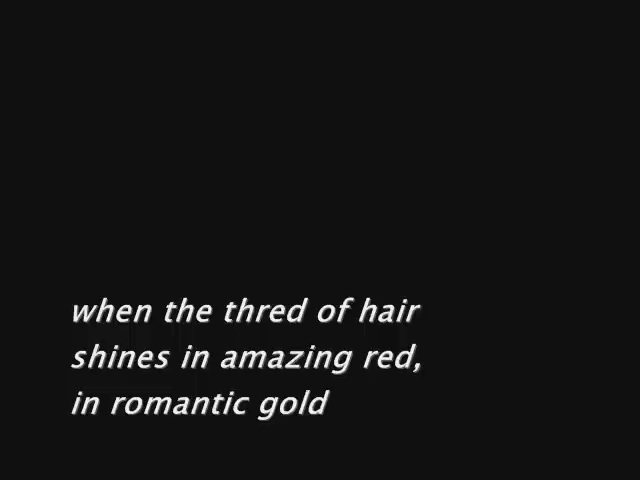 when the thred of hair
shines in amazing red,
in romantic gold